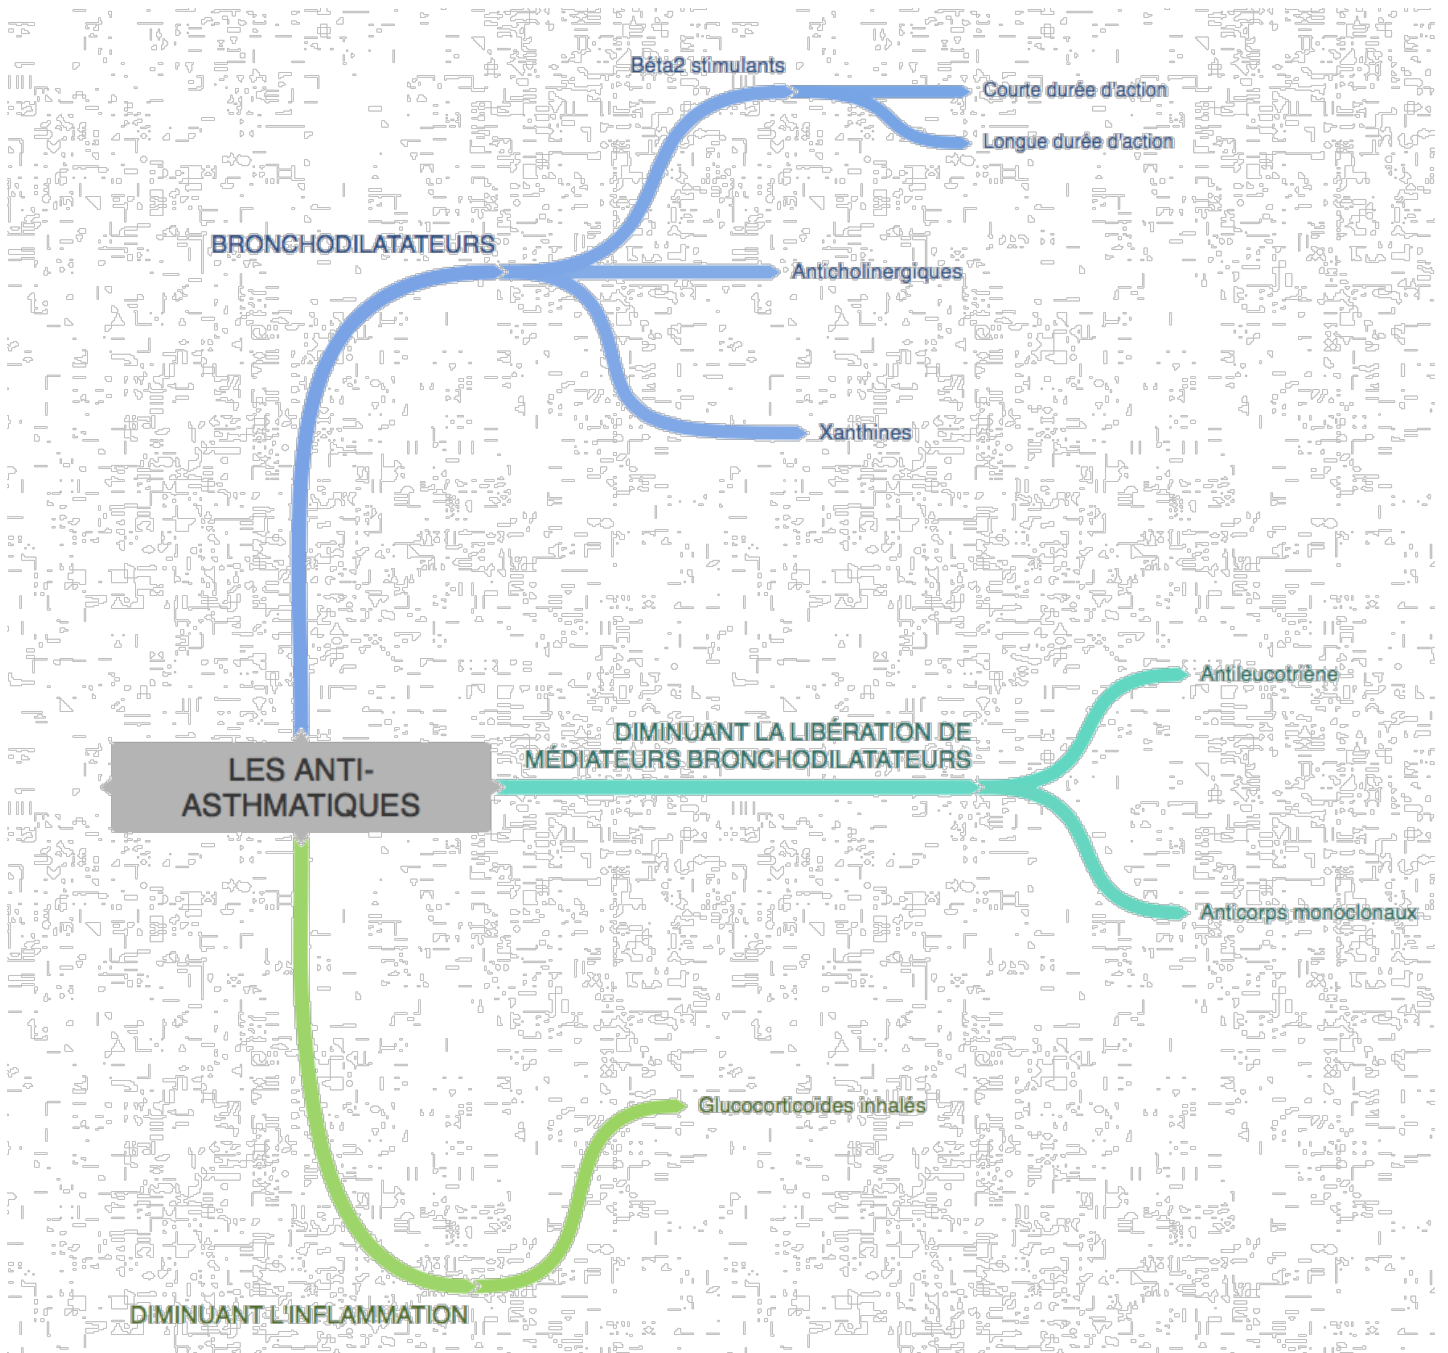 Béta2 stimulants
Courte durée d'action
Longue durée d'action
BRONCHODILATATEURS
Anticholinergiques
Xanthines
Antileucotriène
DIMINUANT LA LIBÉRATION DE
MÉDIATEURS BRONCHODILATATEURS
LES ANTI-
ASTHMATIQUES
Anticorps monoclonaux
Glucocorticoïdes inhalés
DIMINUANT L'INFLAMMATION